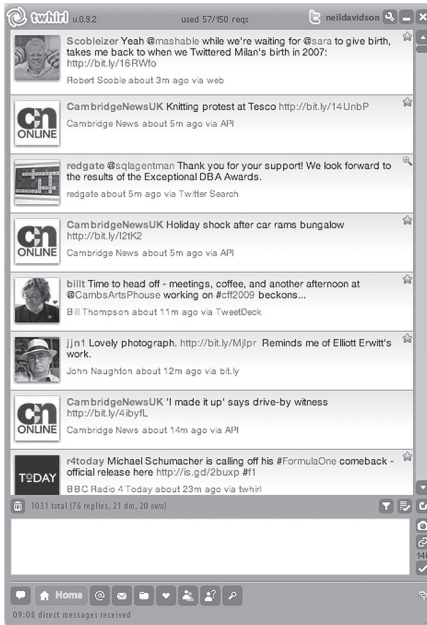 twhirl v.0.9.2 used 57/150 reqs neildavidson
Scobleizer Yeah @mashable while we're waiting for @sara to give birth,
takes me back to when we Twittered Milan's birth in 2007:
http://bit.ly/16RWfo
Robert Scoble about 3m ago via web
CambridgeNewsUK Knitting protest at Tesco http://bit.ly/14UnbP
Cambridge News about 5m ago via API
cn
ONLINE
redgate @sqlagentman Thank you for your support! We look forward to
the results of the Exceptional DBA Awards.
redgate about 5m ago via Twitter Search
CambridgeNewsUK Holiday shock after car rams bungalow
http://bit.ly/l2tK2
Cambridge News about 5m ago via API
cn
ONLINE
billt Time to head off - meetings, coffee, and another afternoon at
@CambsArtsPhouse working on #cff2009 beckons...
Bill Thompson about 11m ago via TweetDeck
jjn1 Lovely photograph. http://bit.ly/Mjlpr Reminds me of Elliott Erwitt's
work.
John Naughton about 12m ago via bit.ly
CambridgeNewsUK 'I made it up' says drive-by witness
http://bit.ly/4ibyfL
Cambridge News about 14m ago via API
cn
ONLINE
r4today Michael Schumacher is calling off his #FormulaOne comeback -
official release here http://is.gd/2buxp #f1
BBC Radio 4 Today about 23m ago via twhirl
TODAY
1031 total (76 replies, 21 dm, 20 own)
140
Home
09:08 direct messages received